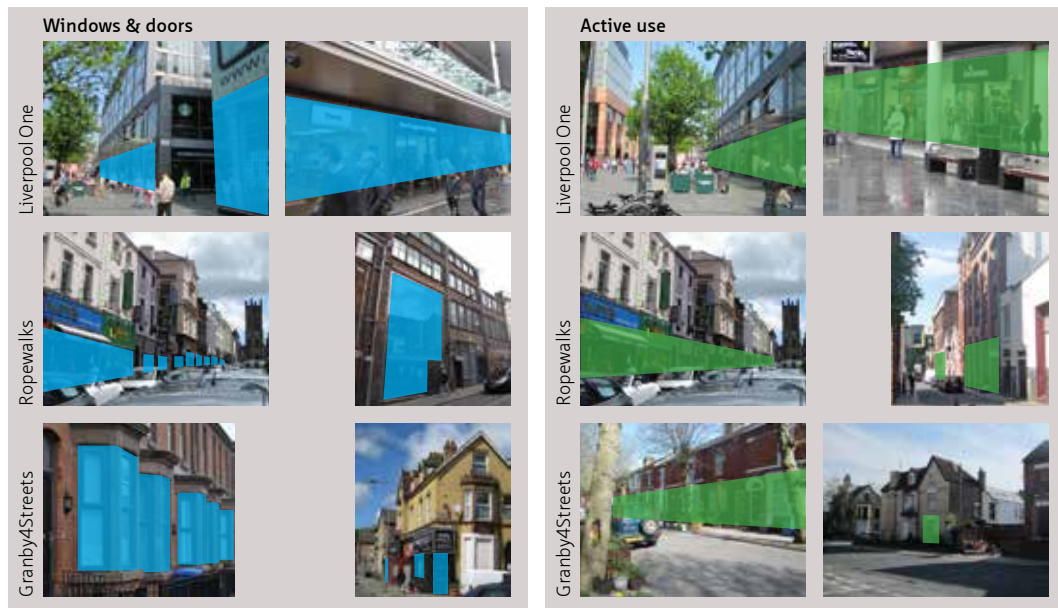 Windows & doors
Active use
Liverpool One
Liverpool One
Ropewalks
Ropewalks
Granby4Streets
Granby4Streets